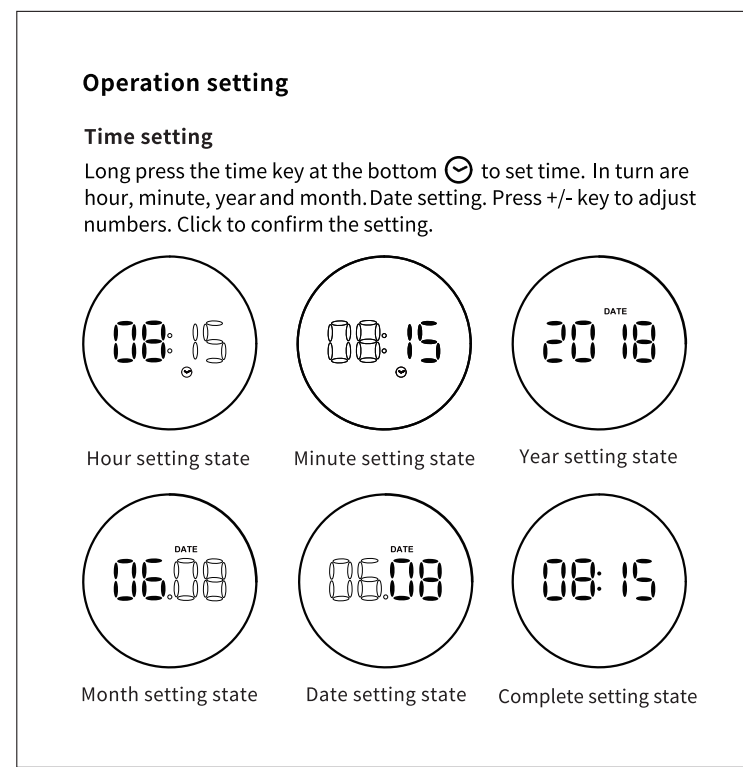 Operation setting
Time setting
Long press the time key at the bottom to set time. In turn are
hour, minute, year and month.Date setting. Press +/- key to adjust
numbers. Click to confirm the setting.
08:15
08:15
DATE
2018
Hour setting state
Minute setting state
Year setting state
DATE
06.08
DATE
06.08
08:15
Month setting state
Date setting state
Complete setting state